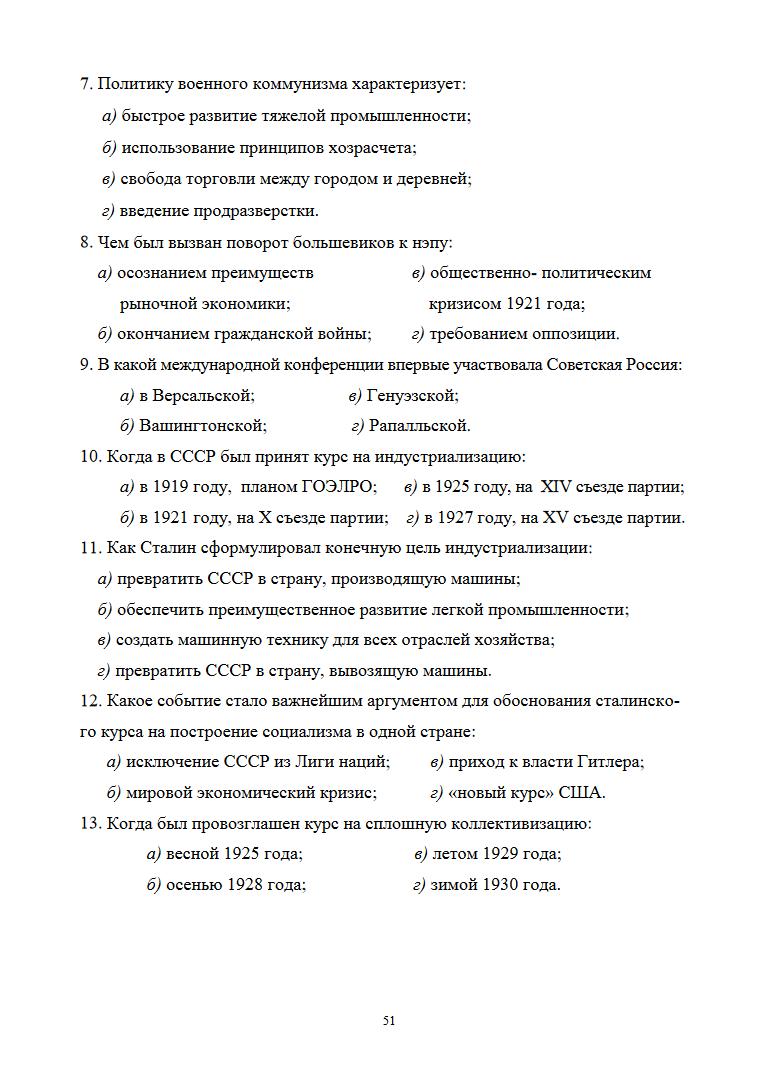 7. Политику военного коммунизма характеризует:
а) быстрое развитие тяжелой промышленности;
б) использование принципов хозрасчета;
в) свобода торговли между городом и деревней;
г) введение продразверстки.
8. Чем был вызван поворот большевиков к нэпу:
а) осознанием преимуществ в) общественно- политическим
рыночной экономики; кризисом 1921 года;
б) окончанием гражданской войны; г) требованием оппозиции.
9. В какой международной конференции впервые участвовала Советская Россия:
а) в Версальской; в) Генуэзской;
б) Вашингтонской; г) Рапалльской.
10. Когда в СССР был принят курс на индустриализацию:
а) в 1919 году, планом ГОЭЛРО; в) в 1925 году, на XIV съезде партии;
б) в 1921 году, на X съезде партии; г) в 1927 году, на XV съезде партии.
11. Как Сталин сформулировал конечную цель индустриализации:
а) превратить СССР в страну, производящую машины;
б) обеспечить преимущественное развитие легкой промышленности;
в) создать машинную технику для всех отраслей хозяйства;
г) превратить СССР в страну, вывозящую машины.
12. Какое событие стало важнейшим аргументом для обоснования сталинско-
го курса на построение социализма в одной стране:
а) исключение СССР из Лиги наций; в) приход к власти Гитлера;
б) мировой экономический кризис; г) «новый курс» США.
13. Когда был провозглашен курс на сплошную коллективизацию:
а) весной 1925 года; в) летом 1929 года;
б) осенью 1928 года; г) зимой 1930 года.
51